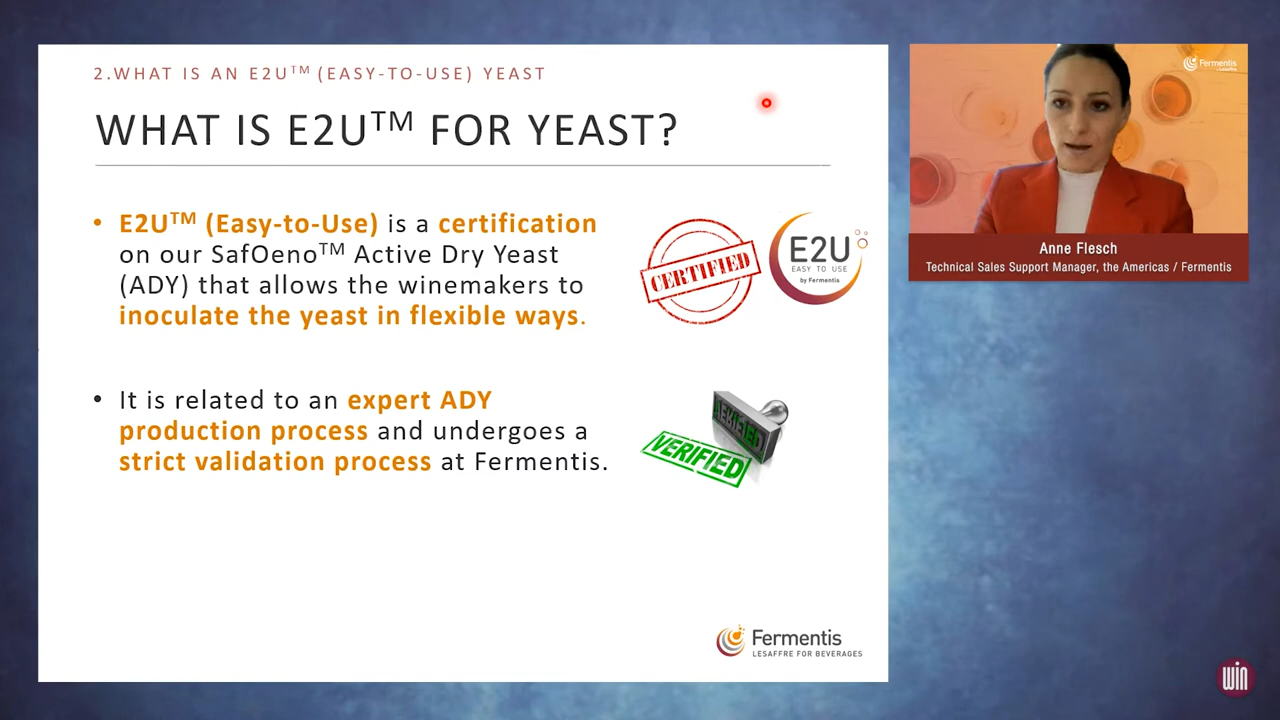 2.WHAT IS AN E2U™ (EASY-TO-USE) YEAST
WHAT IS E2U™ FOR YEAST?
• E2U™ (Easy-to-Use) is a certification
on our SafOeno™ Active Dry Yeast
(ADY) that allows the winemakers to
inoculate the yeast in flexible ways.
CERTIFIED
E2U
EASY TO USE
by Fermentis
• It is related to an expert ADY
production process and undergoes a
strict validation process at Fermentis.
VERIFIED
Fermentis
LESAFFRE FOR BEVERAGES
Fermentis
Anne Flesch
Technical Sales Support Manager, the Americas / Fermentis
win